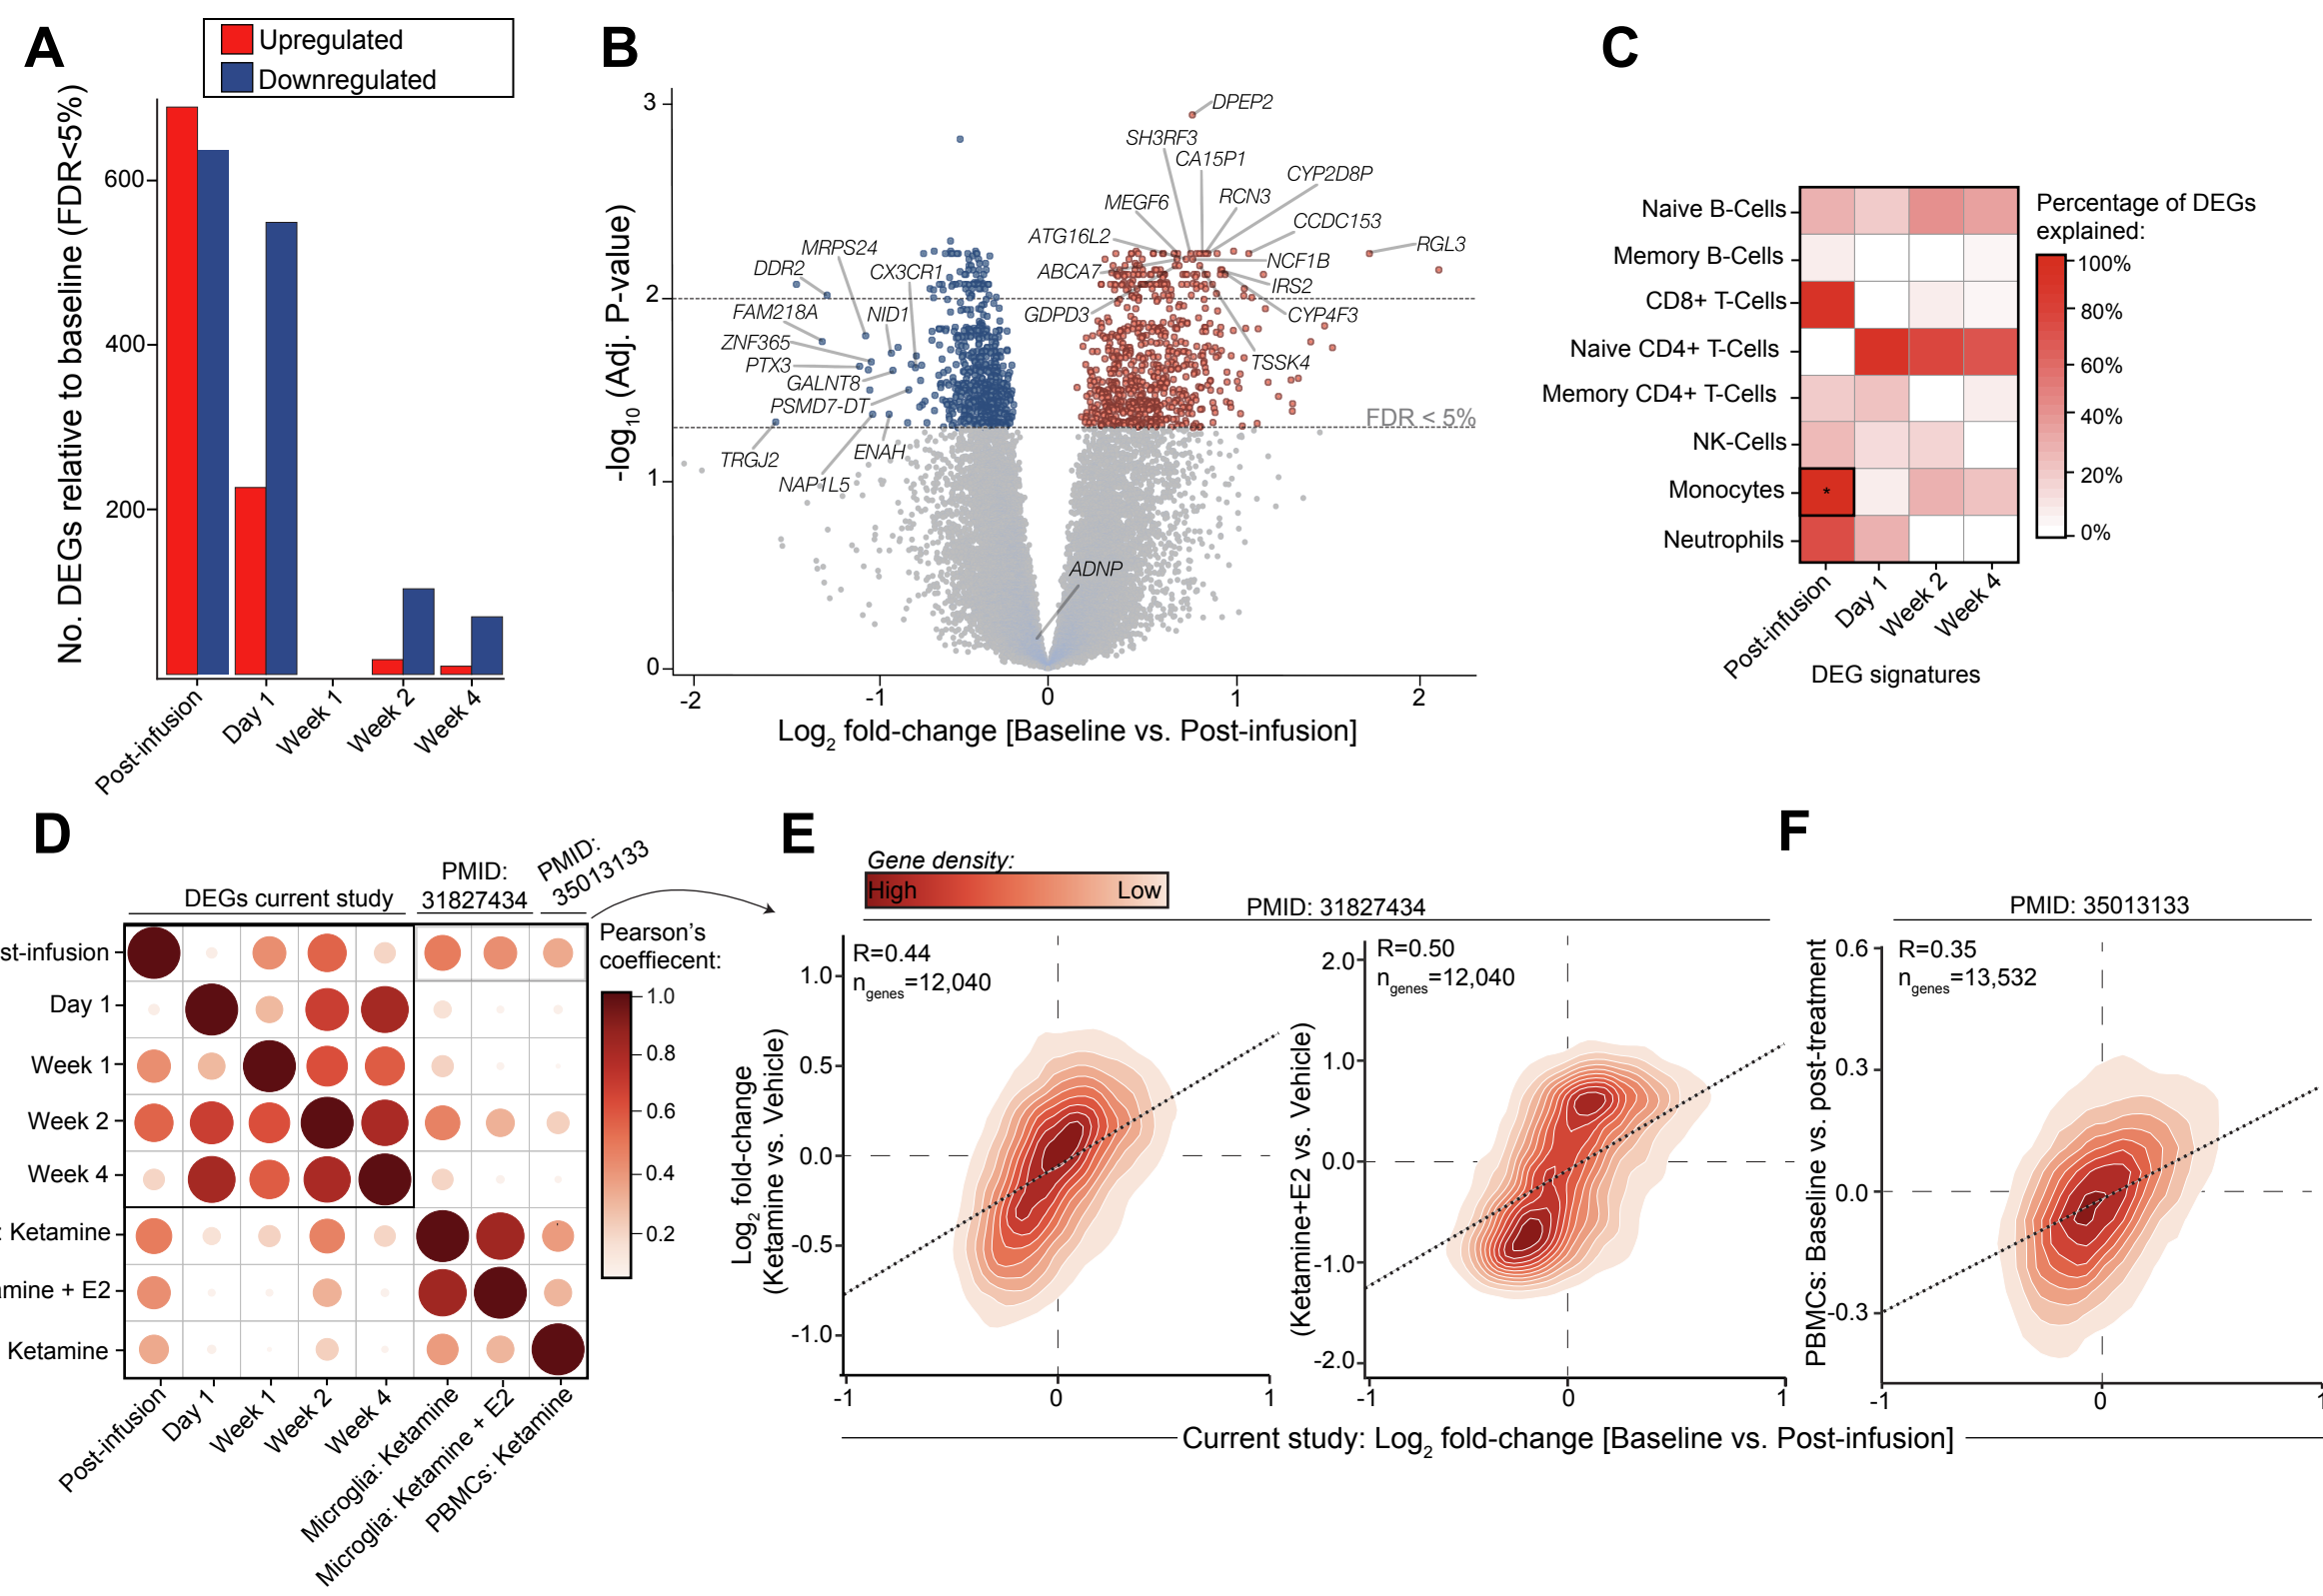 A
Upregulated
Downregulated
No. DEGs relative to baseline (FDR<5%)
600
400
200
Post-infusion
Day 1
Week 1
Week 2
Week 4
B
-log10 (Adj. P-value)
3
2
1
0
DPEP2
SH3RF3
CA15P1
CYP2D8P
MEGF6
RCN3
CCDC153
ATG16L2
RGL3
MRPS24
NCF1B
DDR2
CX3CR1
ABCA7
IRS2
FAM218A
NID1
GDPD3
CYP4F3
ZNF365
PTX3
TSSK4
GALNT8
PSMD7-DT
FDR < 5%
TRGJ2
ENAH
NAP1L5
ADNP
-2
-1
0
1
2
Log2 fold-change [Baseline vs. Post-infusion]
C
Naive B-Cells
Memory B-Cells
CD8+ T-Cells
Naive CD4+ T-Cells
Memory CD4+ T-Cells
NK-Cells
Monocytes
*
Neutrophils
Post-infusion
Day 1
Week 2
Week 4
DEG signatures
Percentage of DEGs
explained:
100%
80%
60%
40%
20%
0%
D
DEGs current study
PMID:
31827434
PMID:
35013133
st-infusion
Day 1
Week 1
Week 2
Week 4
: Ketamine
amine + E2
Ketamine
Post-infusion
Day 1
Week 1
Week 2
Week 4
Microglia: Ketamine
Microglia: Ketamine + E2
PBMCs: Ketamine
Pearson's
coeffiecent:
1.0
0.8
0.6
0.4
0.2
E
Gene density:
High
Low
PMID: 31827434
R=0.44
ngenes=12,040
Log2 fold-change
(Ketamine vs. Vehicle)
1.0
0.5
0.0
-0.5
-1.0
-1
0
1
R=0.50
ngenes=12,040
(Ketamine+E2 vs. Vehicle)
2.0
1.0
0.0
-1.0
-2.0
-1
0
1
F
PMID: 35013133
R=0.35
ngenes=13,532
PBMCs: Baseline vs. post-treatment
0.6
0.3
0.0
-0.3
-1
0
1
Current study: Log2 fold-change [Baseline vs. Post-infusion]